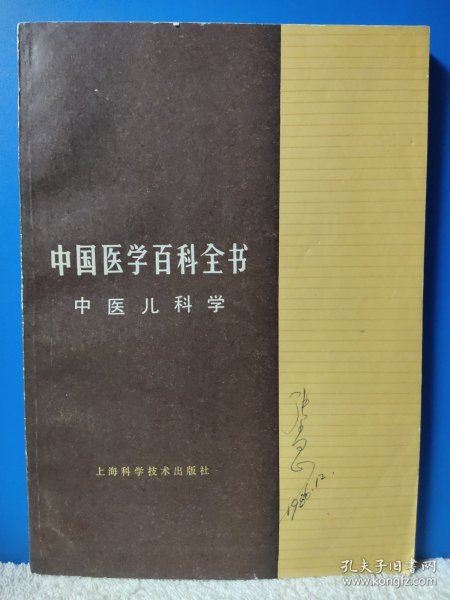 中国医学百科全书
中医儿科学
上海科学技术出版社
1986.12.
孔夫子旧书网
www.kongfz.com